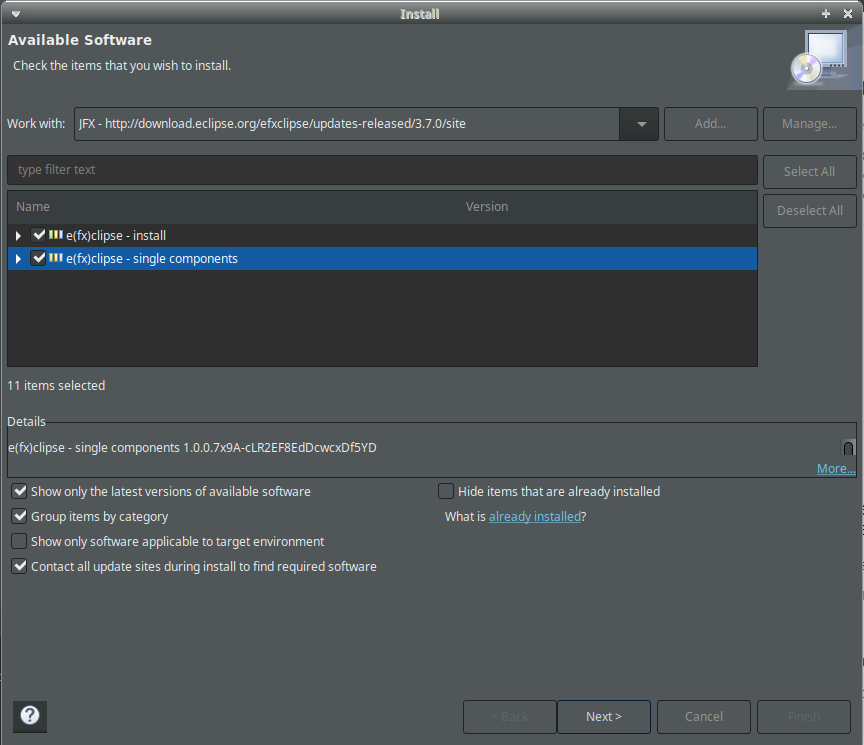 Install
Available Software
Check the items that you wish to install.
Work with: JFX - http://download.eclipse.org/efxclipse/updates-released/3.7.0/site Add... Manage...
type filter text Select All
Name Version Deselect All
e(fx)clipse - install
e(fx)clipse - single components
11 items selected
Details
e(fx)clipse - single components 1.0.0.7x9A-cLR2EF8EdDcwcxDf5YD
More...
Show only the latest versions of available software Hide items that are already installed
Group items by category What is already installed?
Show only software applicable to target environment
Contact all update sites during install to find required software
? < Back Next > Cancel Finish